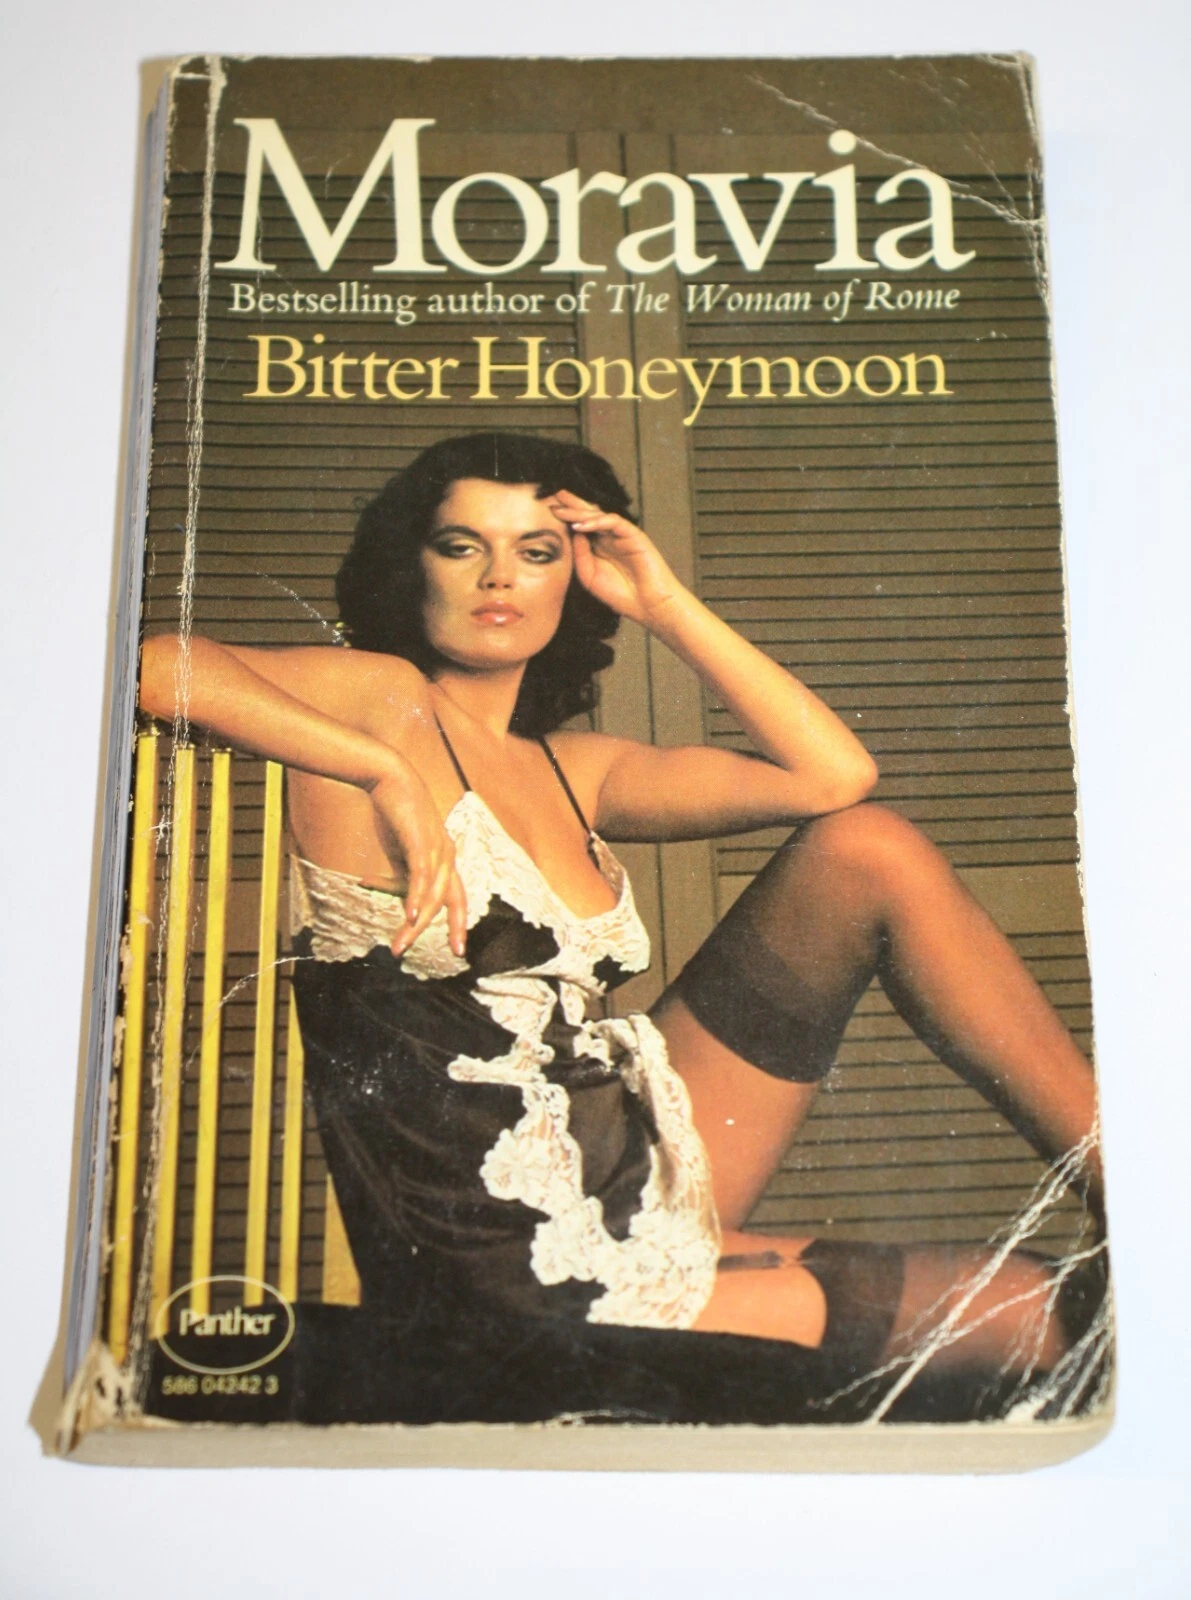 Moravia
Bestselling author of The Woman of Rome
Bitter Honeymoon
Panther
586 04242 3